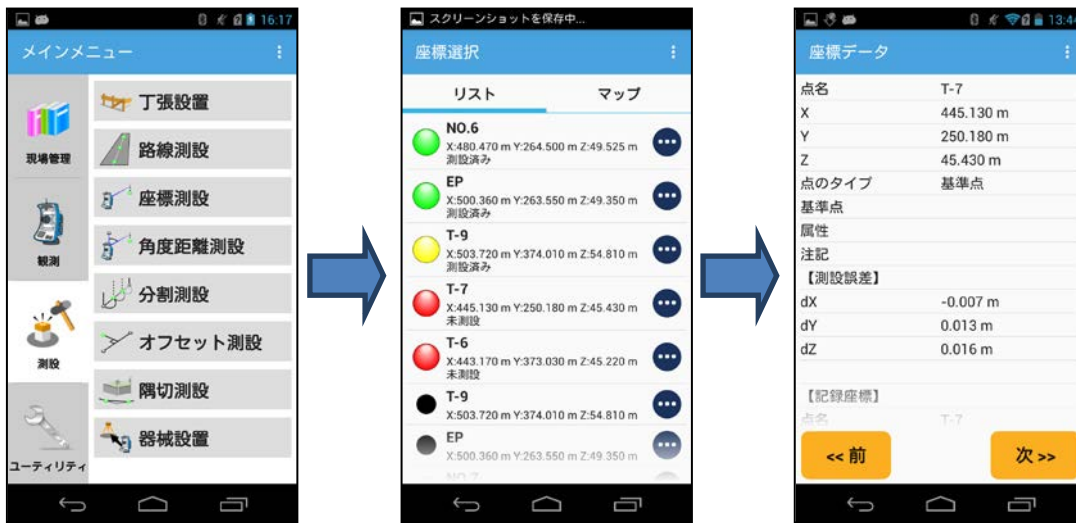 16:17
メインメニュー
現場管理
観測
測設
ユーティリティ
丁張設置
路線測設
座標測設
角度距離測設
分割測設
オフセット測設
隅切測設
器械設置
スクリーンショットを保存中...
座標選択
リスト マップ
NO.6
X:480.470 m Y:264.500 m Z:49.525 m
測設済み
EP
X:500.360 m Y:263.550 m Z:49.350 m
測設済み
T-9
X:503.720 m Y:374.010 m Z:54.810 m
測設済み
T-7
X:445.130 m Y:250.180 m Z:45.430 m
未測設
T-6
X:443.170 m Y:373.030 m Z:45.220 m
未測設
T-9
X:503.720 m Y:374.010 m Z:54.810 m
EP
X:500.360 m Y:263.550 m Z:49.350 m
NO.7
13:44
座標データ
点名 T-7
X 445.130 m
Y 250.180 m
Z 45.430 m
点のタイプ 基準点
基準点
属性
注記
【測設誤差】
dX -0.007 m
dY 0.013 m
dZ 0.016 m
【記録座標】
点名 T-7
<< 前 次 >>